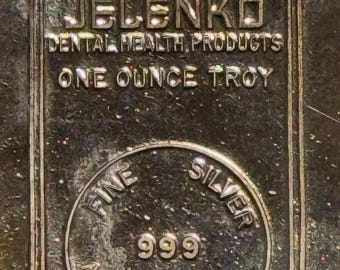 JELENKO
DENTAL HEALTH PRODUCTS
ONE OUNCE TROY
FINE SILVER
999